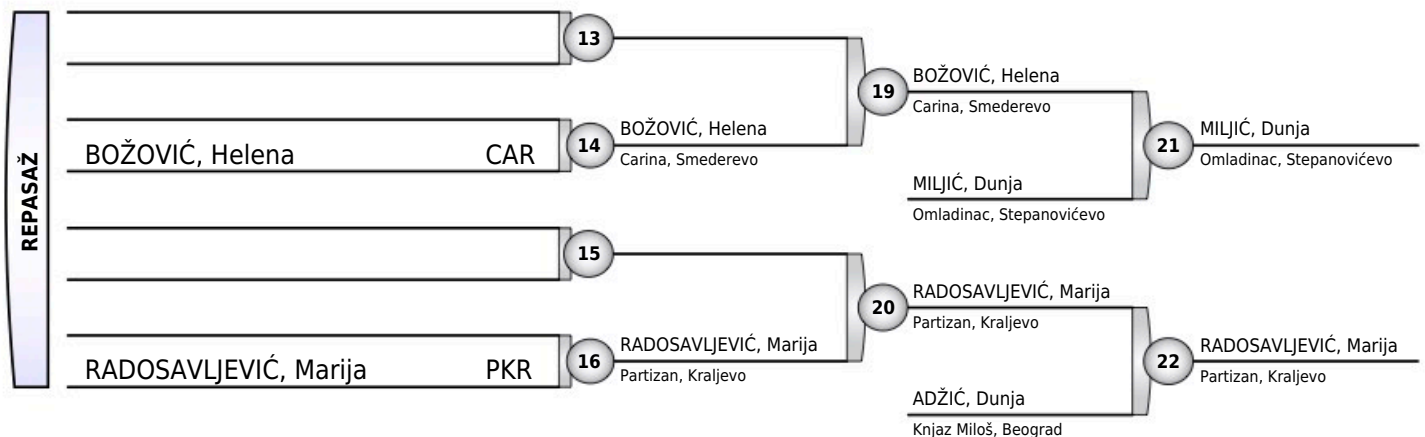 REPASAŽ
13
BOŽOVIĆ, Helena CAR
14
BOŽOVIĆ, Helena
Carina, Smederevo
19
BOŽOVIĆ, Helena
Carina, Smederevo
MILJIĆ, Dunja
Omladinac, Stepanovićevo
21
MILJIĆ, Dunja
Omladinac, Stepanovićevo
15
RADOSAVLJEVIĆ, Marija PKR
16
RADOSAVLJEVIĆ, Marija
Partizan, Kraljevo
20
RADOSAVLJEVIĆ, Marija
Partizan, Kraljevo
ADŽIĆ, Dunja
Knjaz Miloš, Beograd
22
RADOSAVLJEVIĆ, Marija
Partizan, Kraljevo